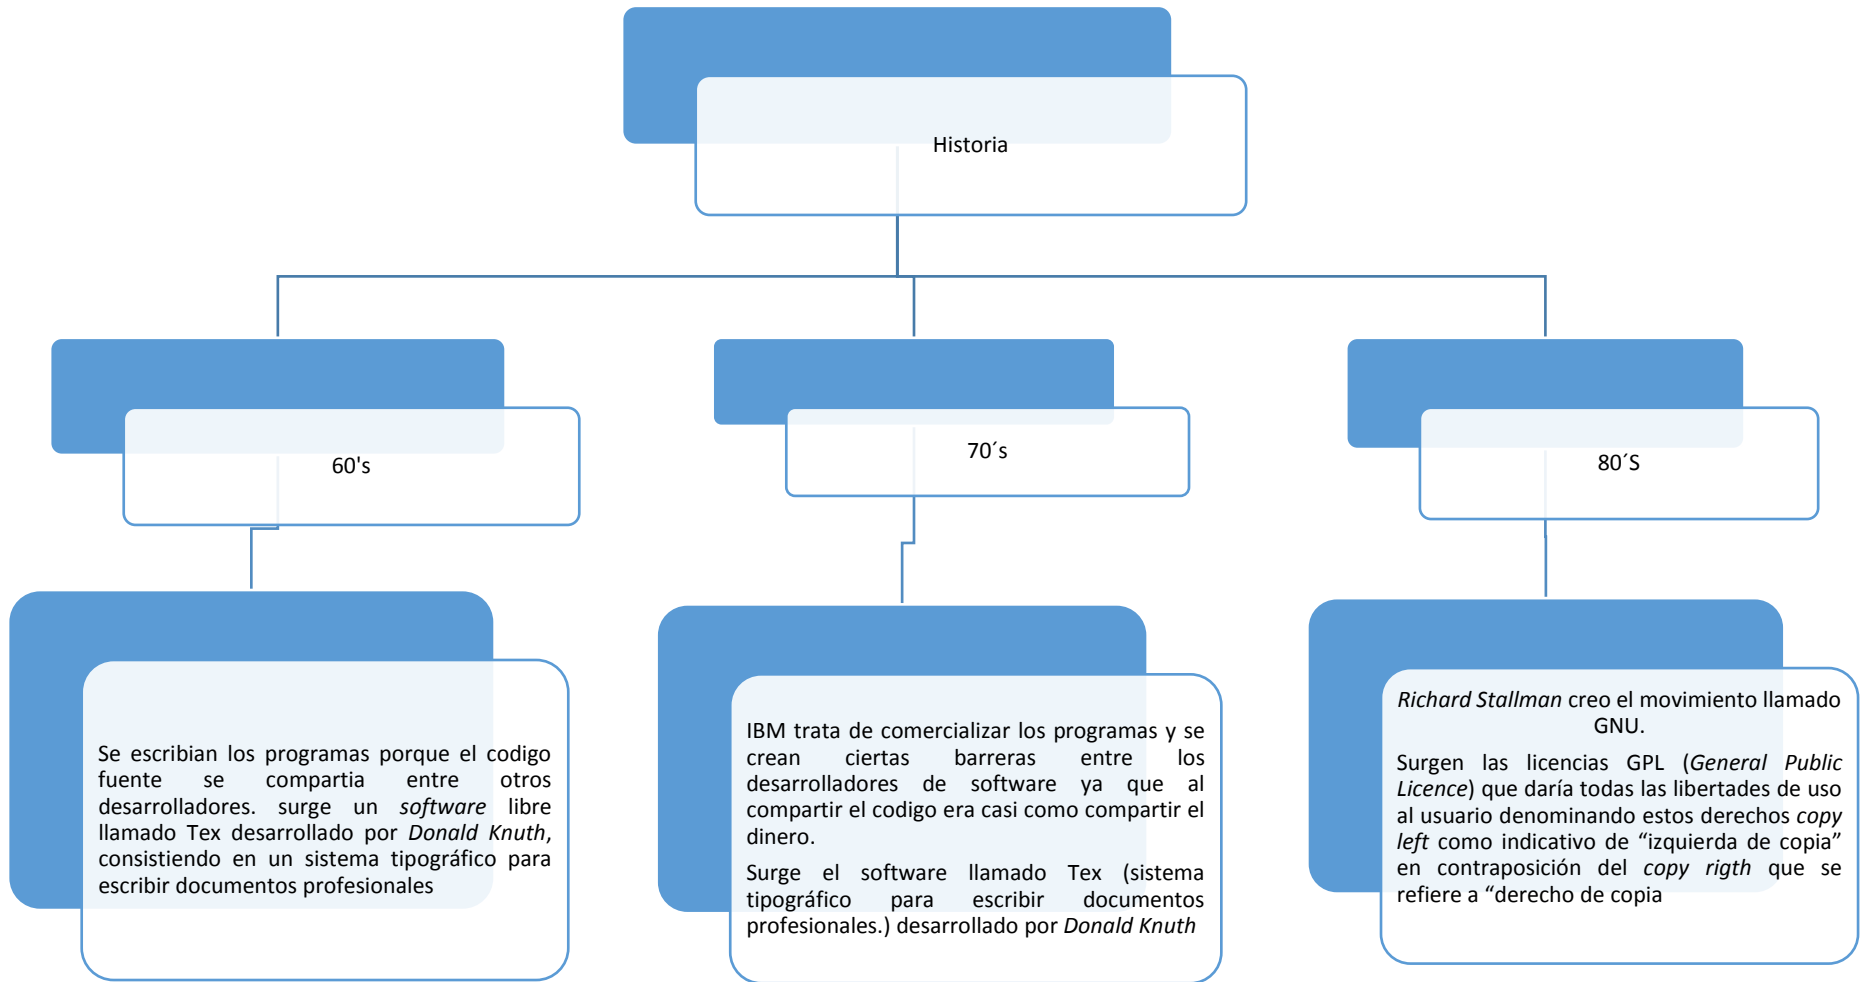 Historia
60's
70´s
80´S
Se escribian los programas porque el codigo
fuente se compartia entre otros
desarrolladores. surge un software libre
llamado Tex desarrollado por Donald Knuth,
consistiendo en un sistema tipográfico para
escribir documentos profesionales
IBM trata de comercializar los programas y se
crean ciertas barreras entre los
desarrolladores de software ya que al
compartir el codigo era casi como compartir el
dinero.
Surge el software llamado Tex (sistema
tipográfico para escribir documentos
profesionales.) desarrollado por Donald Knuth
Richard Stallman creo el movimiento llamado
GNU.
Surgen las licencias GPL (General Public
Licence) que daría todas las libertades de uso
al usuario denominando estos derechos copy
left como indicativo de “izquierda de copia”
en contraposición del copy rigth que se
refiere a “derecho de copia